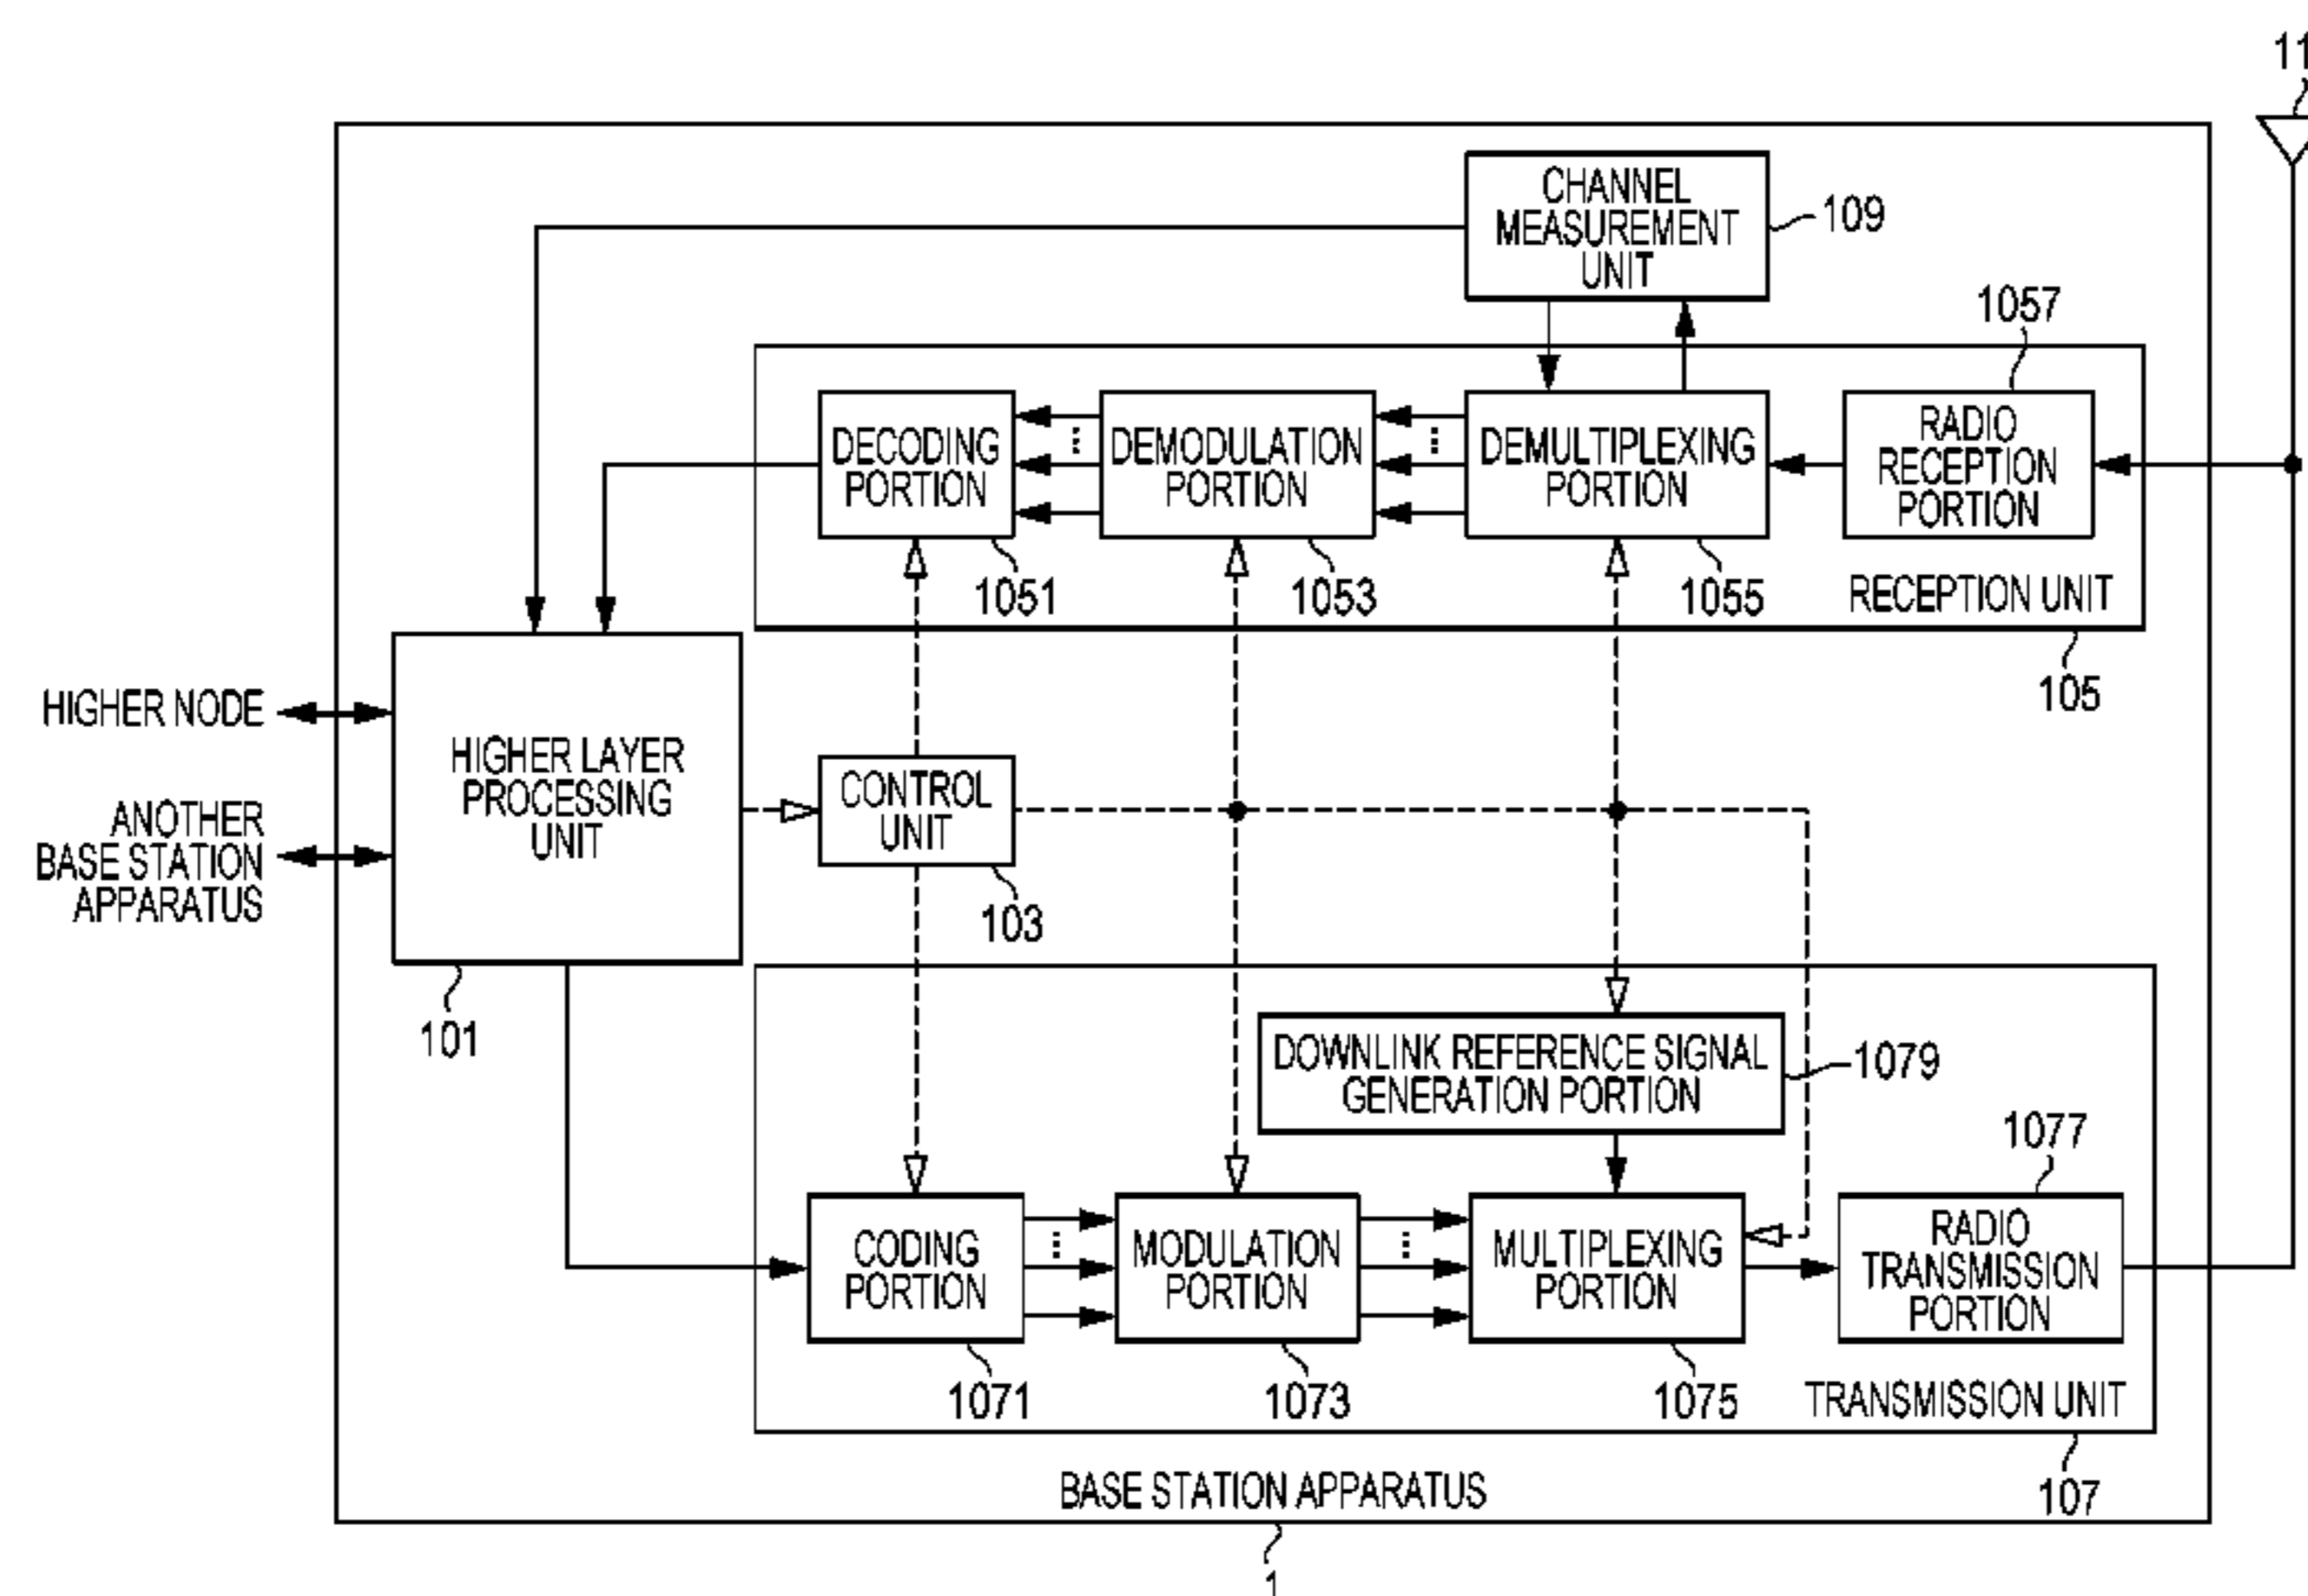 11
CHANNEL
MEASUREMENT
UNIT
109
1057
DECODING
PORTION
DEMODULATION
PORTION
DEMULTIPLEXING
PORTION
RADIO
RECEPTION
PORTION
1051
1053
1055
RECEPTION UNIT
105
HIGHER NODE
ANOTHER
BASE STATION
APPARATUS
HIGHER LAYER
PROCESSING
UNIT
CONTROL
UNIT
103
101
DOWNLINK REFERENCE SIGNAL
GENERATION PORTION
1079
1077
CODING
PORTION
MODULATION
PORTION
MULTIPLEXING
PORTION
RADIO
TRANSMISSION
PORTION
1071
1073
1075
TRANSMISSION UNIT
107
BASE STATION APPARATUS
1